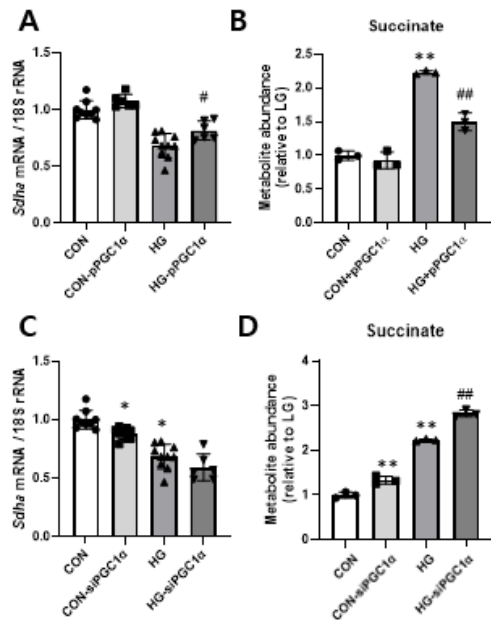 A
Sdha mRNA / 18S rRNA
1.5
1.0
0.5
0.0
#
CON
CON-pPGC1α
HG
HG-pPGC1α
B
Succinate
Metabolite abundance
(relative to LG)
2.5
2.0
1.5
1.0
0.5
0.0
**
##
CON
CON+pPGC1α
HG
HG+pPGC1α
C
Sdha mRNA / 18S rRNA
1.5
1.0
0.5
0.0
*
*
CON
CON-siPGC1α
HG
HG-siPGC1α
D
Succinate
Metabolite abundance
(relative to LG)
4
3
2
1
0
**
**
##
CON
CON-siPGC1α
HG
HG-siPGC1α